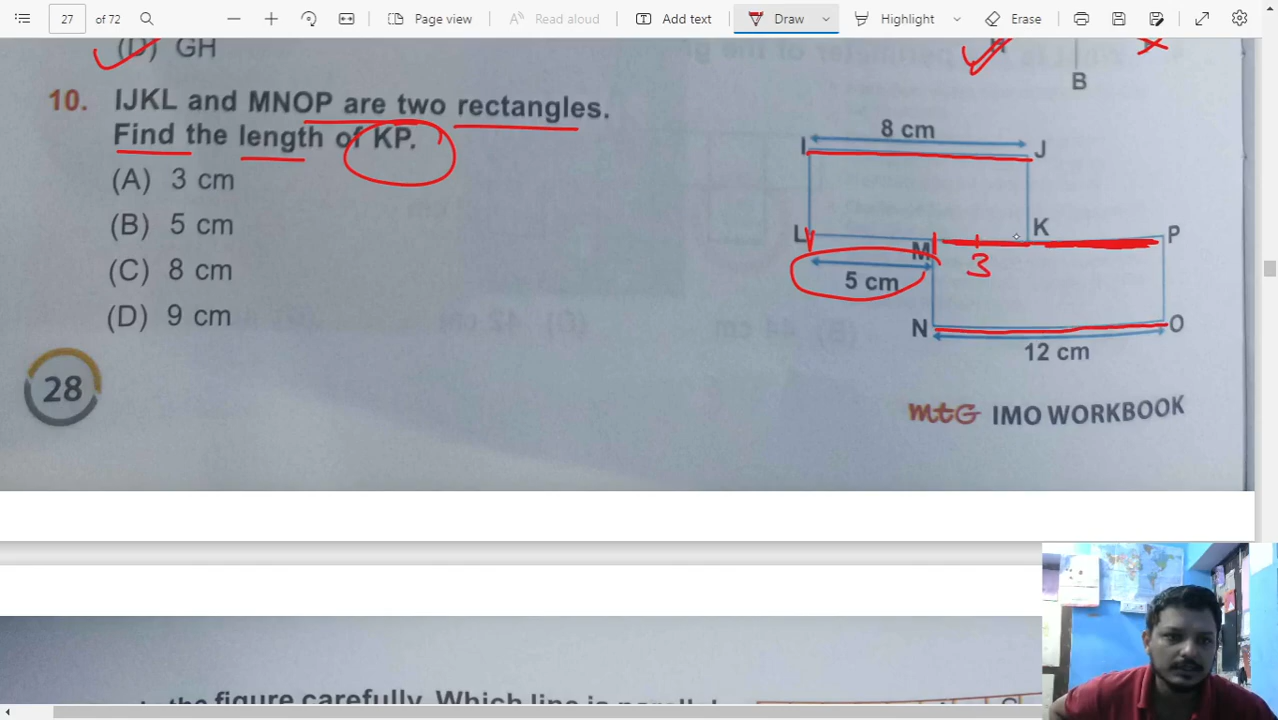 27 of 72 Page view Read aloud Add text Draw Highlight Erase
(D) GH
B
10. IJKL and MNOP are two rectangles.
Find the length of KP.
(A) 3 cm
(B) 5 cm
(C) 8 cm
(D) 9 cm
8 cm
I J
L M K P
3
5 cm
N O
12 cm
28
mtG IMO WORKBOOK
the figure carefully. Which line is parallel